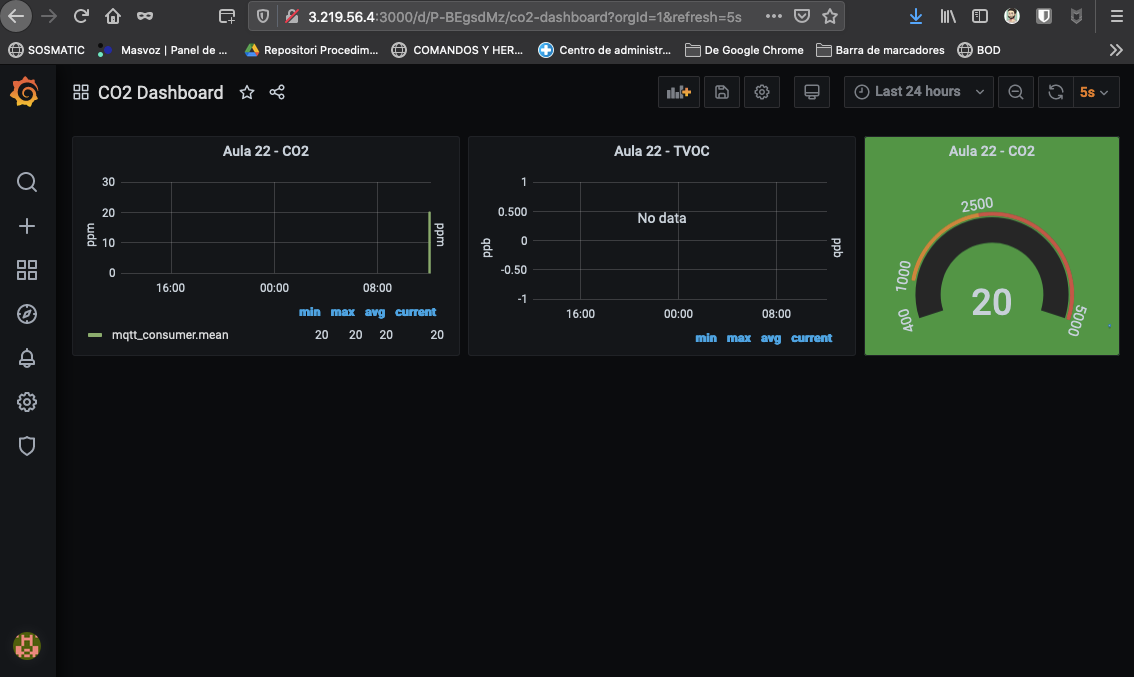 3.219.56.4:3000/d/P-BEgsdMz/co2-dashboard?orgId=1&refresh=5s
SOSMATIC Masvoz | Panel de ... Repositori Procedim... COMANDOS Y HER... Centro de administr... De Google Chrome Barra de marcadores BOD
CO2 Dashboard Last 24 hours 5s
Aula 22 - CO2
30
20
10
0
ppm
ppm
16:00 00:00 08:00
min max avg current
mqtt_consumer.mean 20 20 20 20
Aula 22 - TVOC
1
0.500
0
-0.50
-1
ppb
No data
ppb
16:00 00:00 08:00
min max avg current
Aula 22 - CO2
400
1000
2500
5000
20